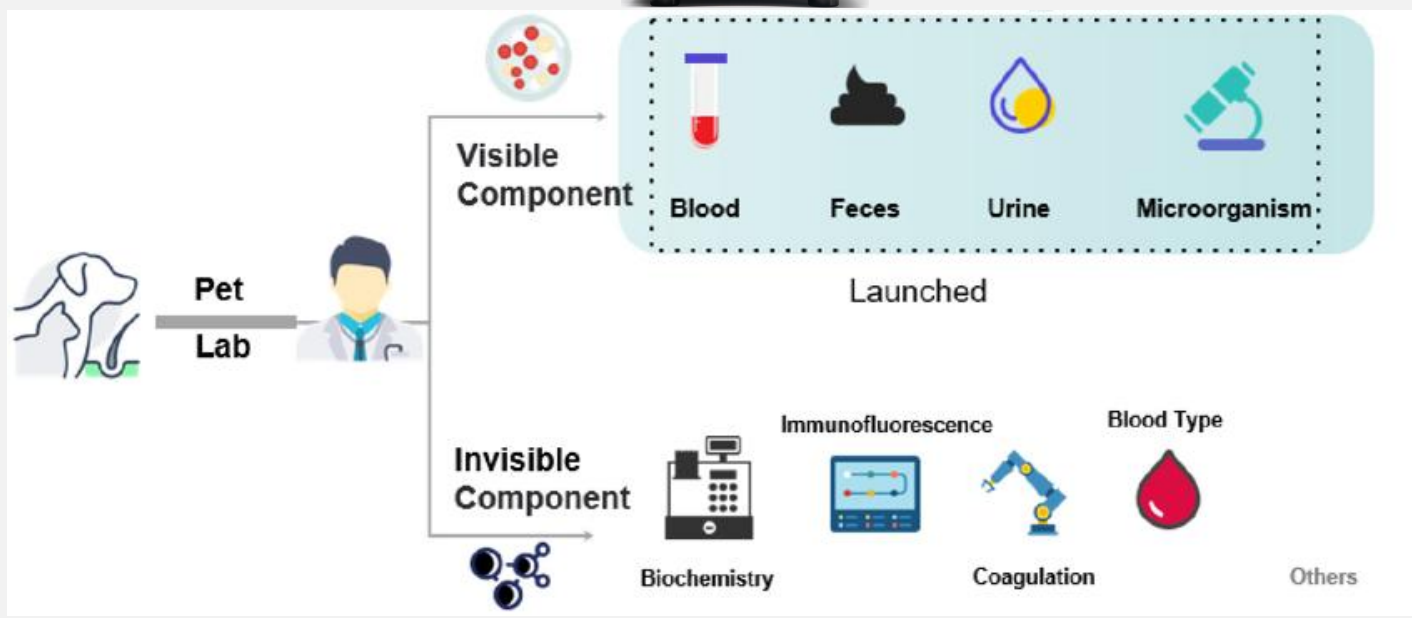 Pet
Lab
Visible
Component
Blood
Feces
Urine
Microorganism
Launched
Invisible
Component
Immunofluorescence
Blood Type
Biochemistry
Coagulation
Others